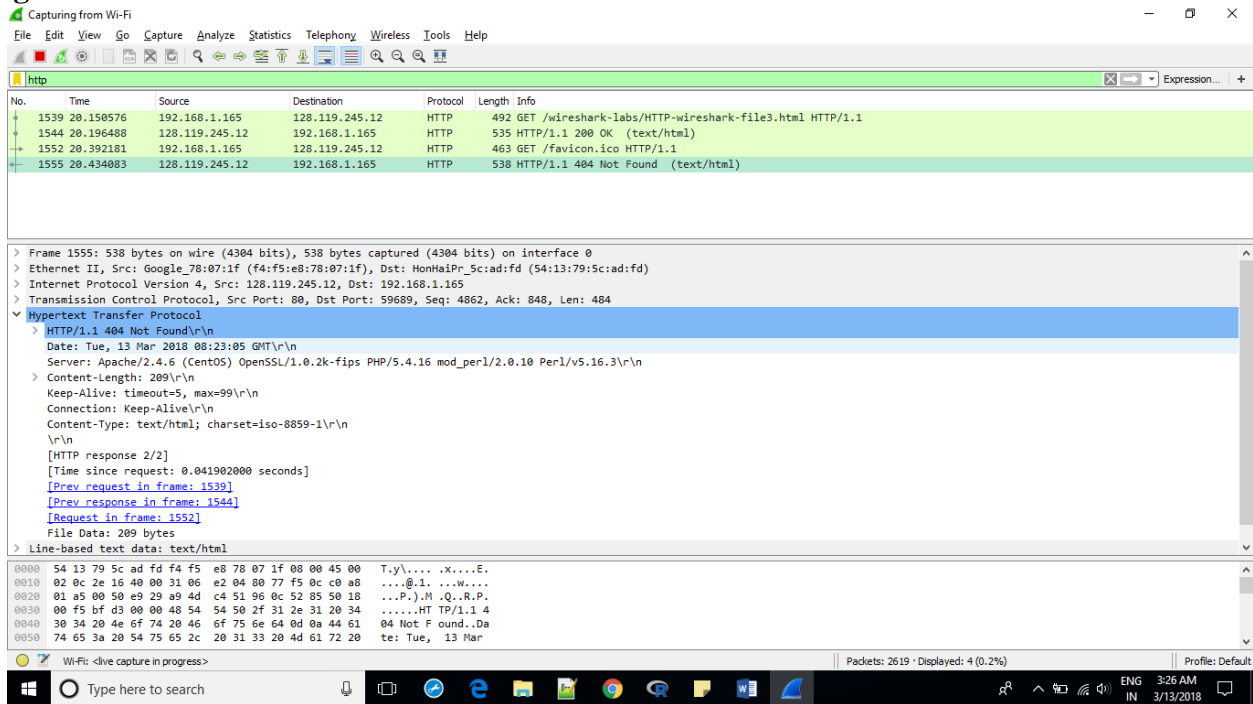 Capturing from Wi-Fi
File Edit View Go Capture Analyze Statistics Telephony Wireless Tools Help
http Expression... +
No. Time Source Destination Protocol Length Info
1539 20.150576 192.168.1.165 128.119.245.12 HTTP 492 GET /wireshark-labs/HTTP-wireshark-file3.html HTTP/1.1
1544 20.196488 128.119.245.12 192.168.1.165 HTTP 535 HTTP/1.1 200 OK (text/html)
1552 20.392181 192.168.1.165 128.119.245.12 HTTP 463 GET /favicon.ico HTTP/1.1
1555 20.434083 128.119.245.12 192.168.1.165 HTTP 538 HTTP/1.1 404 Not Found (text/html)
> Frame 1555: 538 bytes on wire (4304 bits), 538 bytes captured (4304 bits) on interface 0
> Ethernet II, Src: Google_78:07:1f (f4:f5:e8:78:07:1f), Dst: HonHaiPr_5c:ad:fd (54:13:79:5c:ad:fd)
> Internet Protocol Version 4, Src: 128.119.245.12, Dst: 192.168.1.165
> Transmission Control Protocol, Src Port: 80, Dst Port: 59689, Seq: 4862, Ack: 848, Len: 484
Hypertext Transfer Protocol
> HTTP/1.1 404 Not Found\r\n
Date: Tue, 13 Mar 2018 08:23:05 GMT\r\n
Server: Apache/2.4.6 (CentOS) OpenSSL/1.0.2k-fips PHP/5.4.16 mod_perl/2.0.10 Perl/v5.16.3\r\n
> Content-Length: 209\r\n
Keep-Alive: timeout=5, max=99\r\n
Connection: Keep-Alive\r\n
Content-Type: text/html; charset=iso-8859-1\r\n
\r\n
[HTTP response 2/2]
[Time since request: 0.041902000 seconds]
[Prev request in frame: 1539]
[Prev response in frame: 1544]
[Request in frame: 1552]
File Data: 209 bytes
> Line-based text data: text/html
0000 54 13 79 5c ad fd f4 f5 e8 78 07 1f 08 00 45 00 T.y\.... .x....E.
0010 02 0c 2e 16 40 00 31 06 e2 04 80 77 f5 0c c0 a8 ....@.1. ...w....
0020 01 a5 00 50 e9 29 a9 4d c4 51 96 0c 52 85 50 18 ...P.).M .Q..R.P.
0030 00 f5 bf d3 00 00 48 54 54 50 2f 31 2e 31 20 34 ......HT TP/1.1 4
0040 30 34 20 4e 6f 74 20 46 6f 75 6e 64 0d 0a 44 61 04 Not F ound..Da
0050 74 65 3a 20 54 75 65 2c 20 31 33 20 4d 61 72 20 te: Tue, 13 Mar
Wi-Fi: <live capture in progress> Packets: 2619 · Displayed: 4 (0.2%) Profile: Default
Type here to search ENG 3:26 AM
IN 3/13/2018